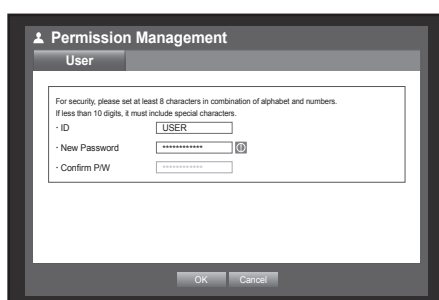 Permission Management
User
For security, please set at least 8 characters in combination of alphabet and numbers.
If less than 10 digits, it must include special characters.
· ID USER
· New Password ************
· Confirm P/W ************
OK Cancel